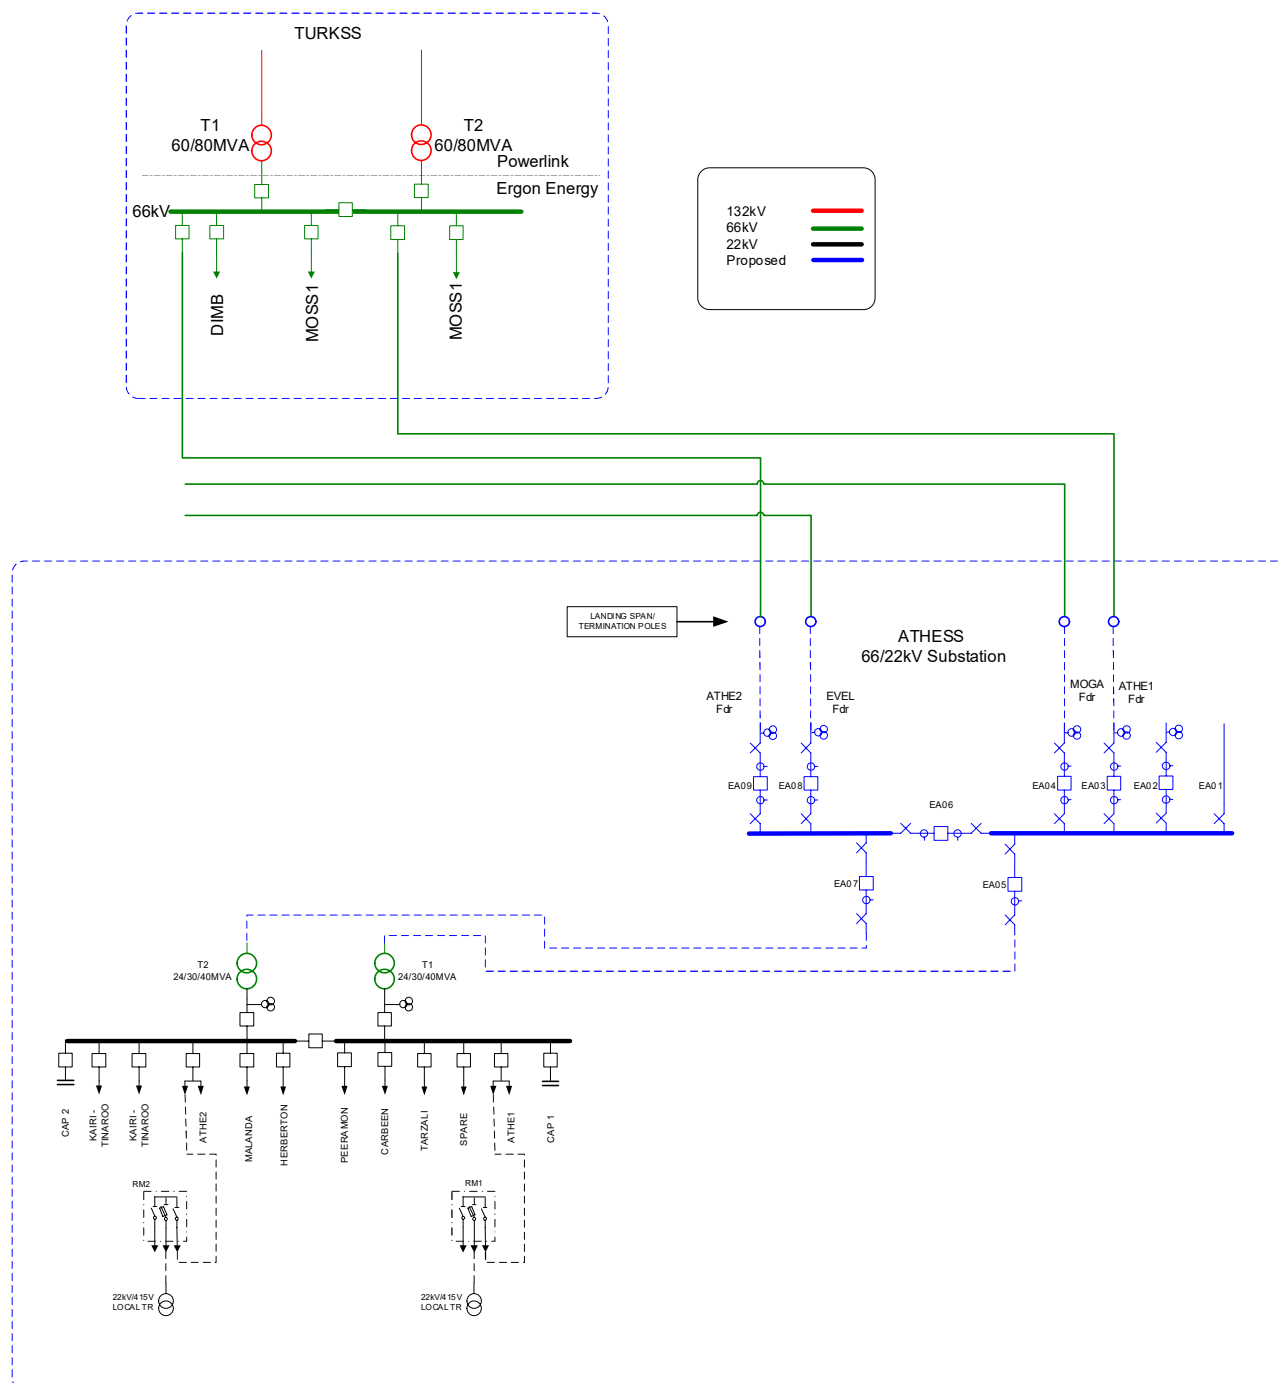 TURKSS
T1
60/80MVA
T2
60/80MVA
Powerlink
Ergon Energy
66kV
DIMB
MOSS1
MOSS1
132kV
66kV
22kV
Proposed
LANDING SPAN/
TERMINATION POLES
ATHESS
66/22kV Substation
ATHE2
Fdr
EVEL
Fdr
MOGA
Fdr
ATHE1
Fdr
EA09
EA08
EA04
EA03
EA02
EA01
EA06
EA07
EA05
T2
24/30/40MVA
T1
24/30/40MVA
CAP 2
KAIRI -
TINAROO
KAIRI -
TINAROO
ATHE2
MALANDA
HERBERTON
PEERAMON
CARBEEN
TARZALI
SPARE
ATHE1
CAP 1
RM2
RM1
22kV/415V
LOCAL TR
22kV/415V
LOCAL TR